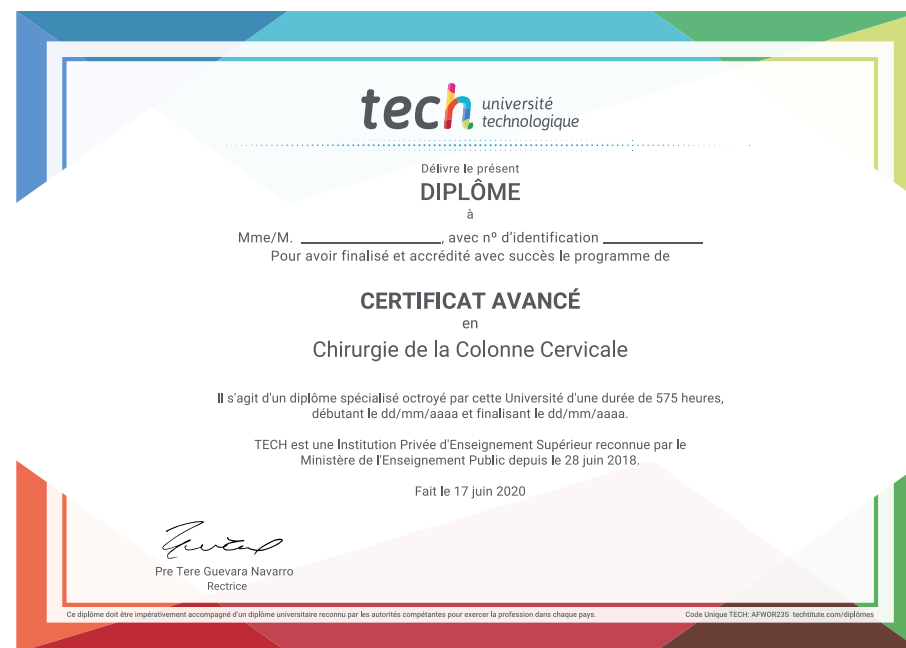 tech université
technologique
Délivre le présent
DIPLÔME
à
Mme/M. ____________________, avec nº d'identification ______________
Pour avoir finalisé et accrédité avec succès le programme de
CERTIFICAT AVANCÉ
en
Chirurgie de la Colonne Cervicale
Il s'agit d'un diplôme spécialisé octroyé par cette Université d'une durée de 575 heures,
débutant le dd/mm/aaaa et finalisant le dd/mm/aaaa.
TECH est une Institution Privée d'Enseignement Supérieur reconnue par le
Ministère de l'Enseignement Public depuis le 28 juin 2018.
Fait le 17 juin 2020
Pre Tere Guevara Navarro
Rectrice
Ce diplôme doit être impérativement accompagné d'un diplôme universitaire reconnu par les autorités compétantes pour exercer la profession dans chaque pays.
Code Unique TECH: AFWOR23S techtitute.com/diplômes